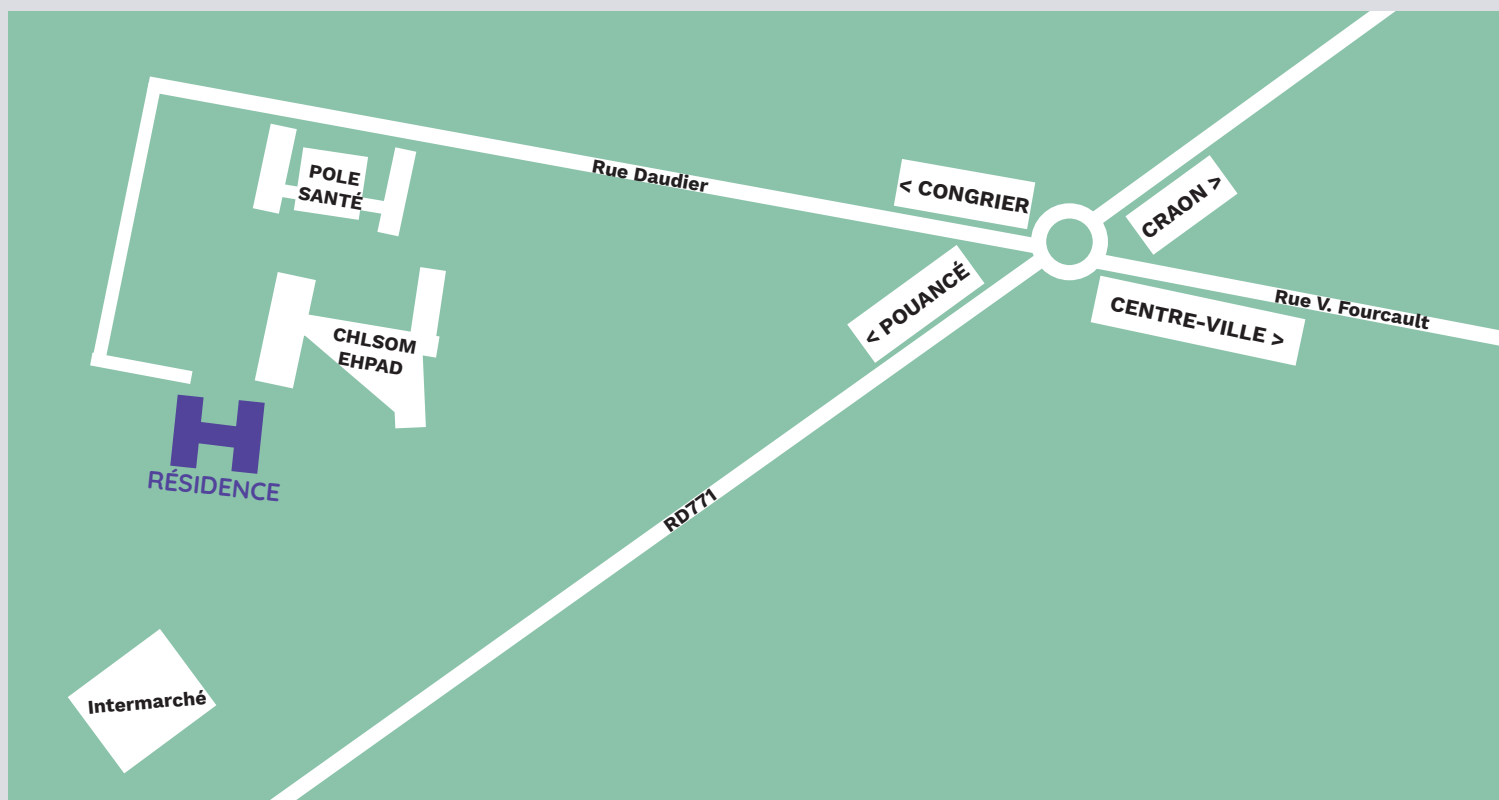 POLE
SANTÉ
Rue Daudier
< CONGRIER
CRAON >
< POUANCÉ
CENTRE-VILLE >
Rue V. Fourcault
CHLSOM
EHPAD
RÉSIDENCE
RD771
Intermarché